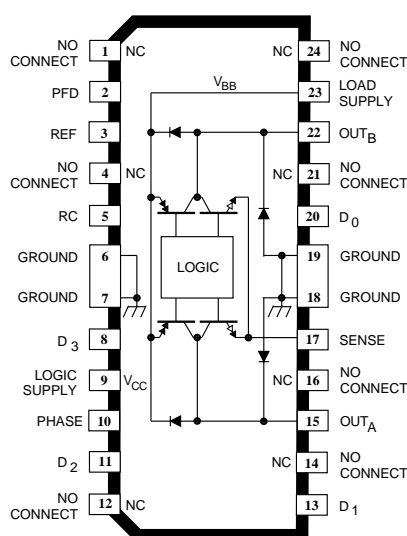 NO
CONNECT
1
NC
NC
24
NO
CONNECT
PFD
2
VBB
23
LOAD
SUPPLY
REF
3
22
OUTB
NO
CONNECT
4
NC
NC
21
NO
CONNECT
RC
5
20
D0
GROUND
6
LOGIC
19
GROUND
GROUND
7
18
GROUND
D3
8
17
SENSE
LOGIC
SUPPLY
9
VCC
NC
16
NO
CONNECT
PHASE
10
15
OUTA
D2
11
NC
14
NO
CONNECT
NO
CONNECT
12
NC
13
D1